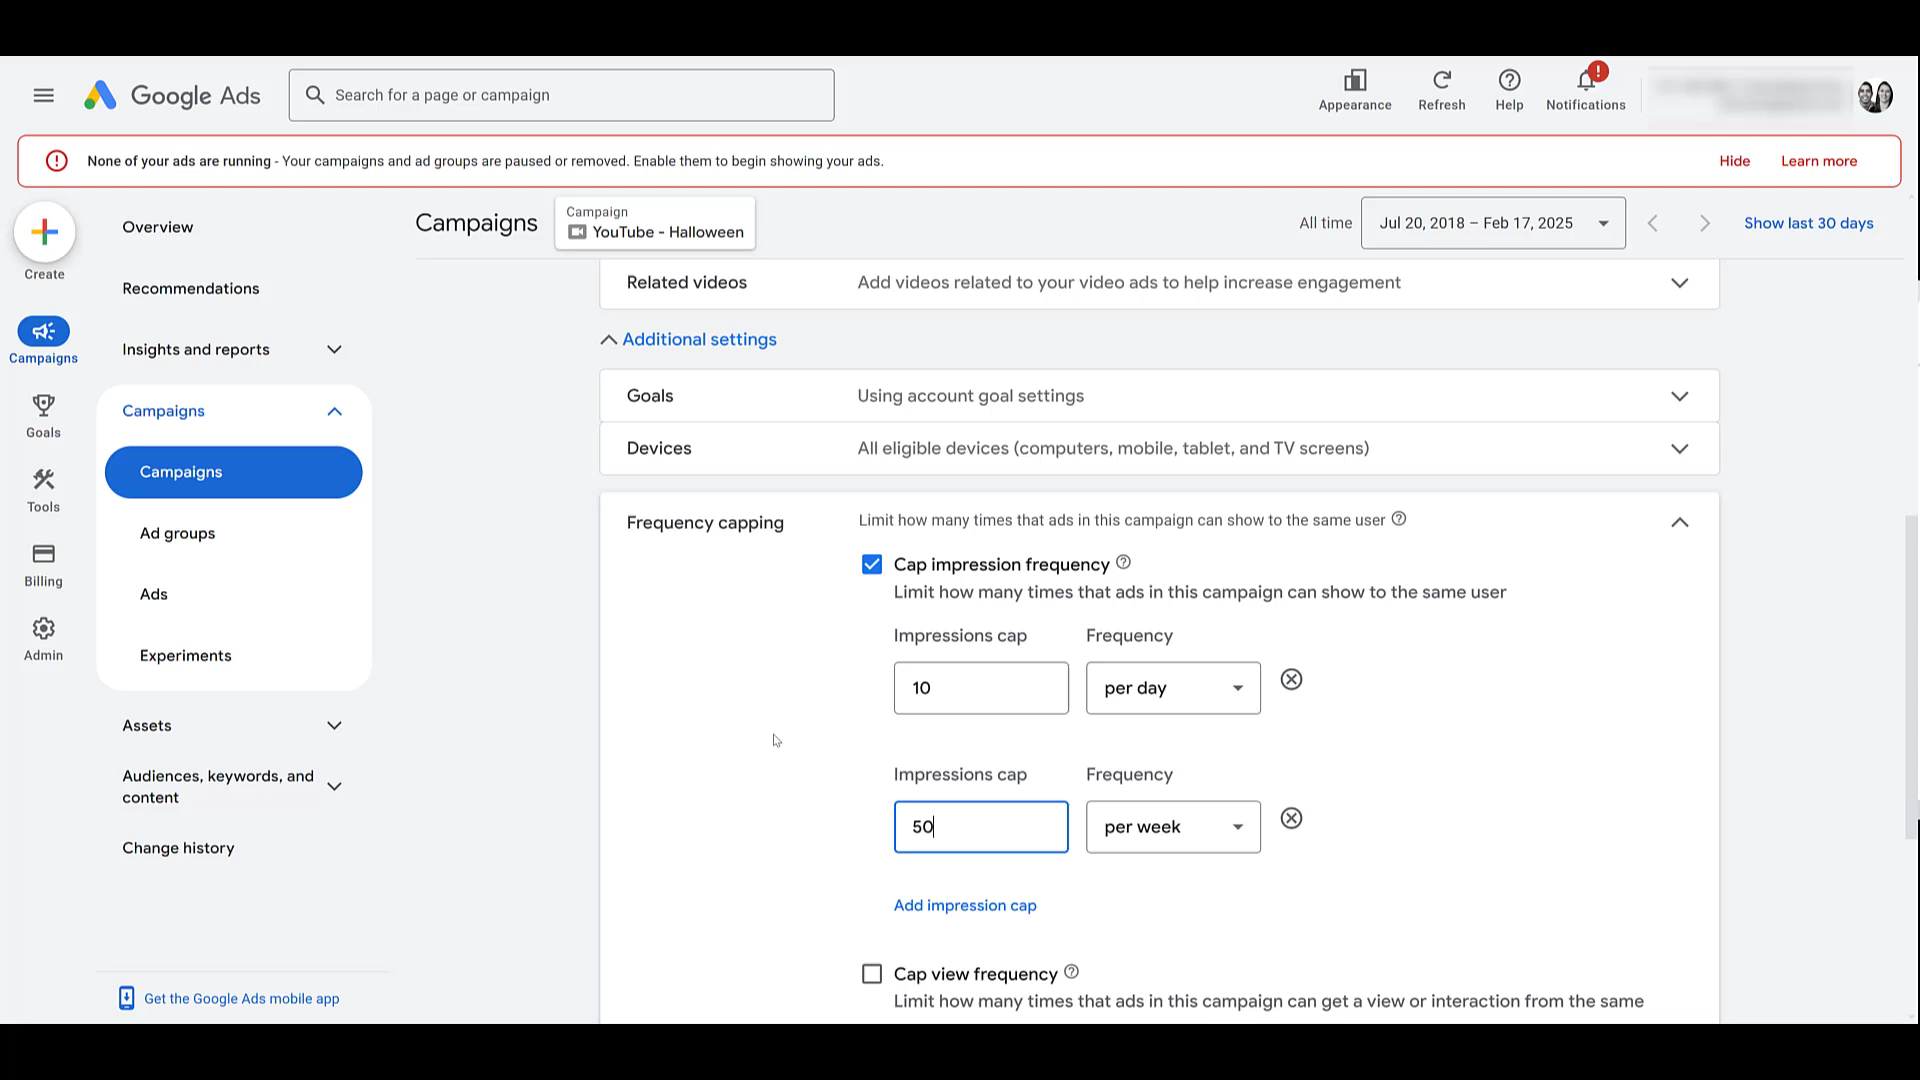 Google Ads
Search for a page or campaign
Appearance
Refresh
Help
Notifications
None of your ads are running - Your campaigns and ad groups are paused or removed. Enable them to begin showing your ads.
Hide
Learn more
Create
Campaigns
Goals
Tools
Billing
Admin
Overview
Recommendations
Insights and reports
Campaigns
Campaigns
Ad groups
Ads
Experiments
Assets
Audiences, keywords, and
content
Change history
Get the Google Ads mobile app
Campaigns
Campaign
YouTube - Halloween
All time
Jul 20, 2018 – Feb 17, 2025
Show last 30 days
Related videos
Add videos related to your video ads to help increase engagement
Additional settings
Goals
Using account goal settings
Devices
All eligible devices (computers, mobile, tablet, and TV screens)
Frequency capping
Limit how many times that ads in this campaign can show to the same user
Cap impression frequency
Limit how many times that ads in this campaign can show to the same user
Impressions cap
Frequency
10
per day
Impressions cap
Frequency
50
per week
Add impression cap
Cap view frequency
Limit how many times that ads in this campaign can get a view or interaction from the same